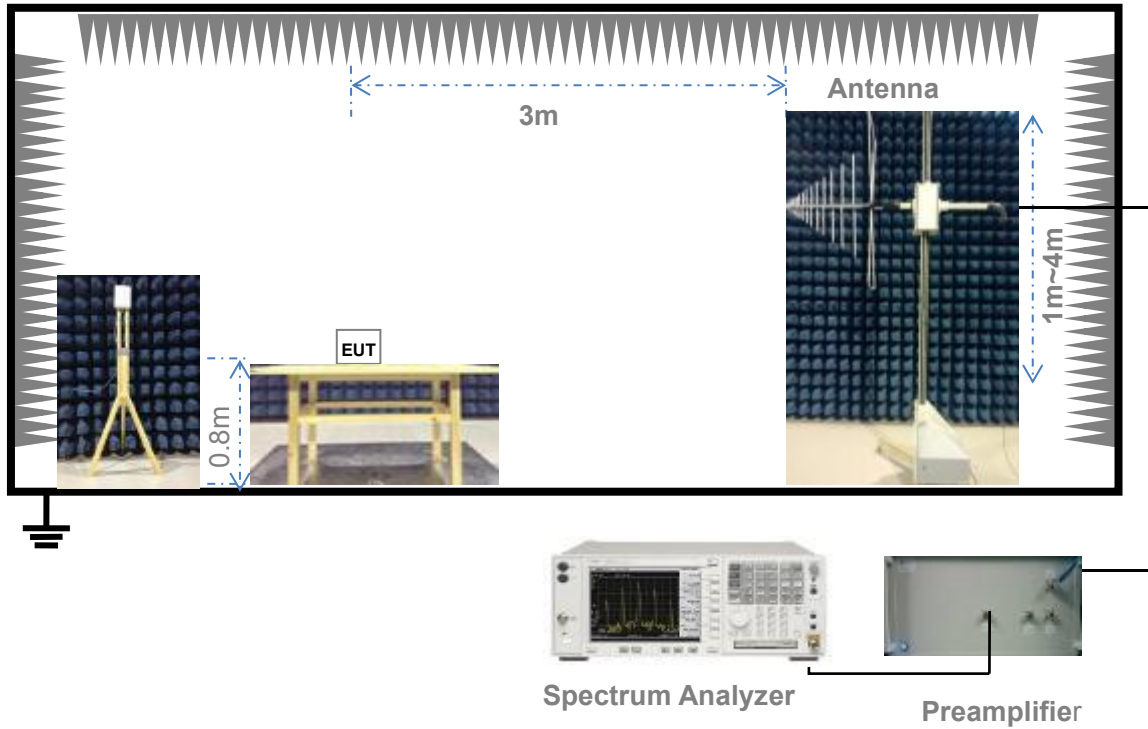 Antenna
3m
1m~4m
EUT
0.8m
Spectrum Analyzer
Preamplifier